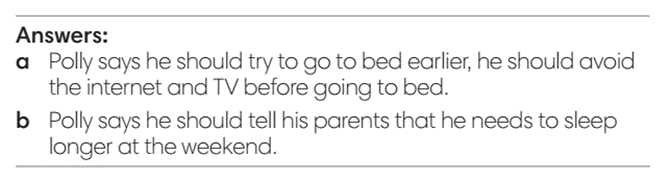 Answers:
a Polly says he should try to go to bed earlier, he should avoid
the internet and TV before going to bed.
b Polly says he should tell his parents that he needs to sleep
longer at the weekend.